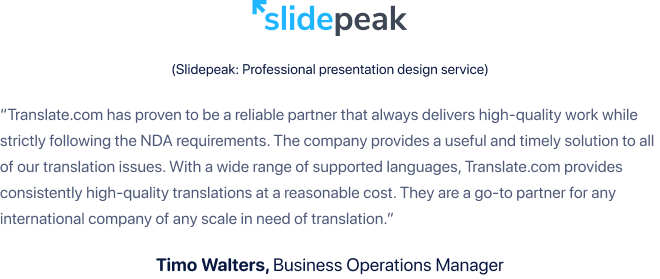 slidepeak
(Slidepeak: Professional presentation design service)
“Translate.com has proven to be a reliable partner that always delivers high-quality work while
strictly following the NDA requirements. The company provides a useful and timely solution to all
of our translation issues. With a wide range of supported languages, Translate.com provides
consistently high-quality translations at a reasonable cost. They are a go-to partner for any
international company of any scale in need of translation.”
Timo Walters, Business Operations Manager